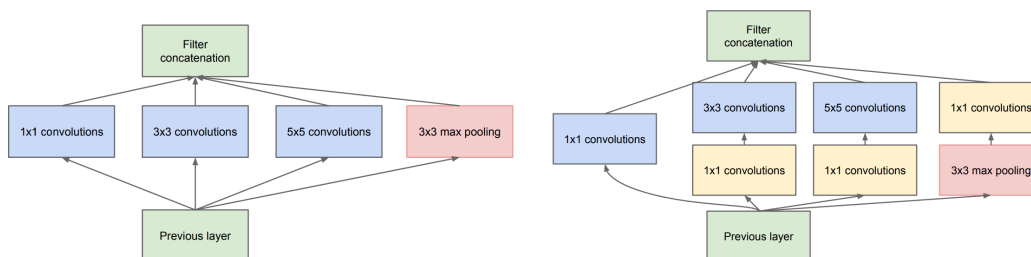 Filter
concatenation
1x1 convolutions
3x3 convolutions
5x5 convolutions
3x3 max pooling
Previous layer
Filter
concatenation
3x3 convolutions
5x5 convolutions
1x1 convolutions
1x1 convolutions
1x1 convolutions
1x1 convolutions
3x3 max pooling
Previous layer